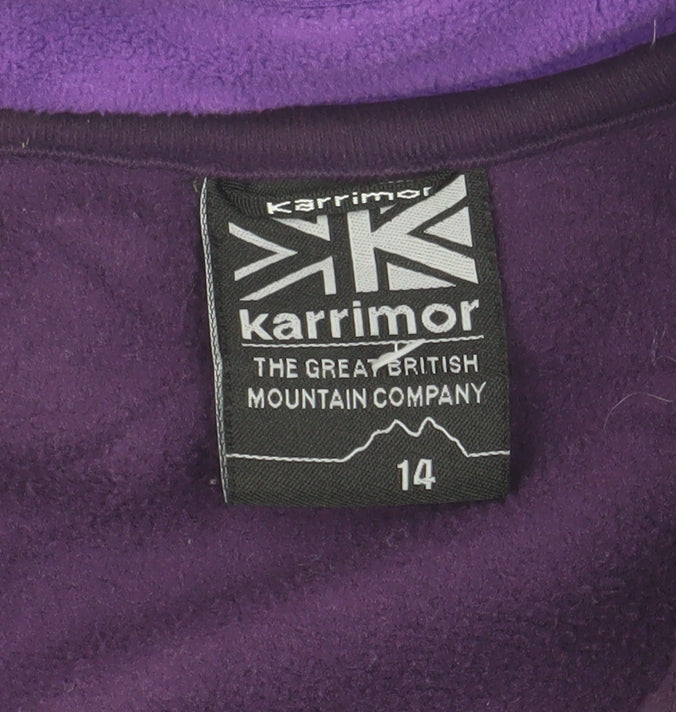 karrimor
karrimor
THE GREAT BRITISH
MOUNTAIN COMPANY
14